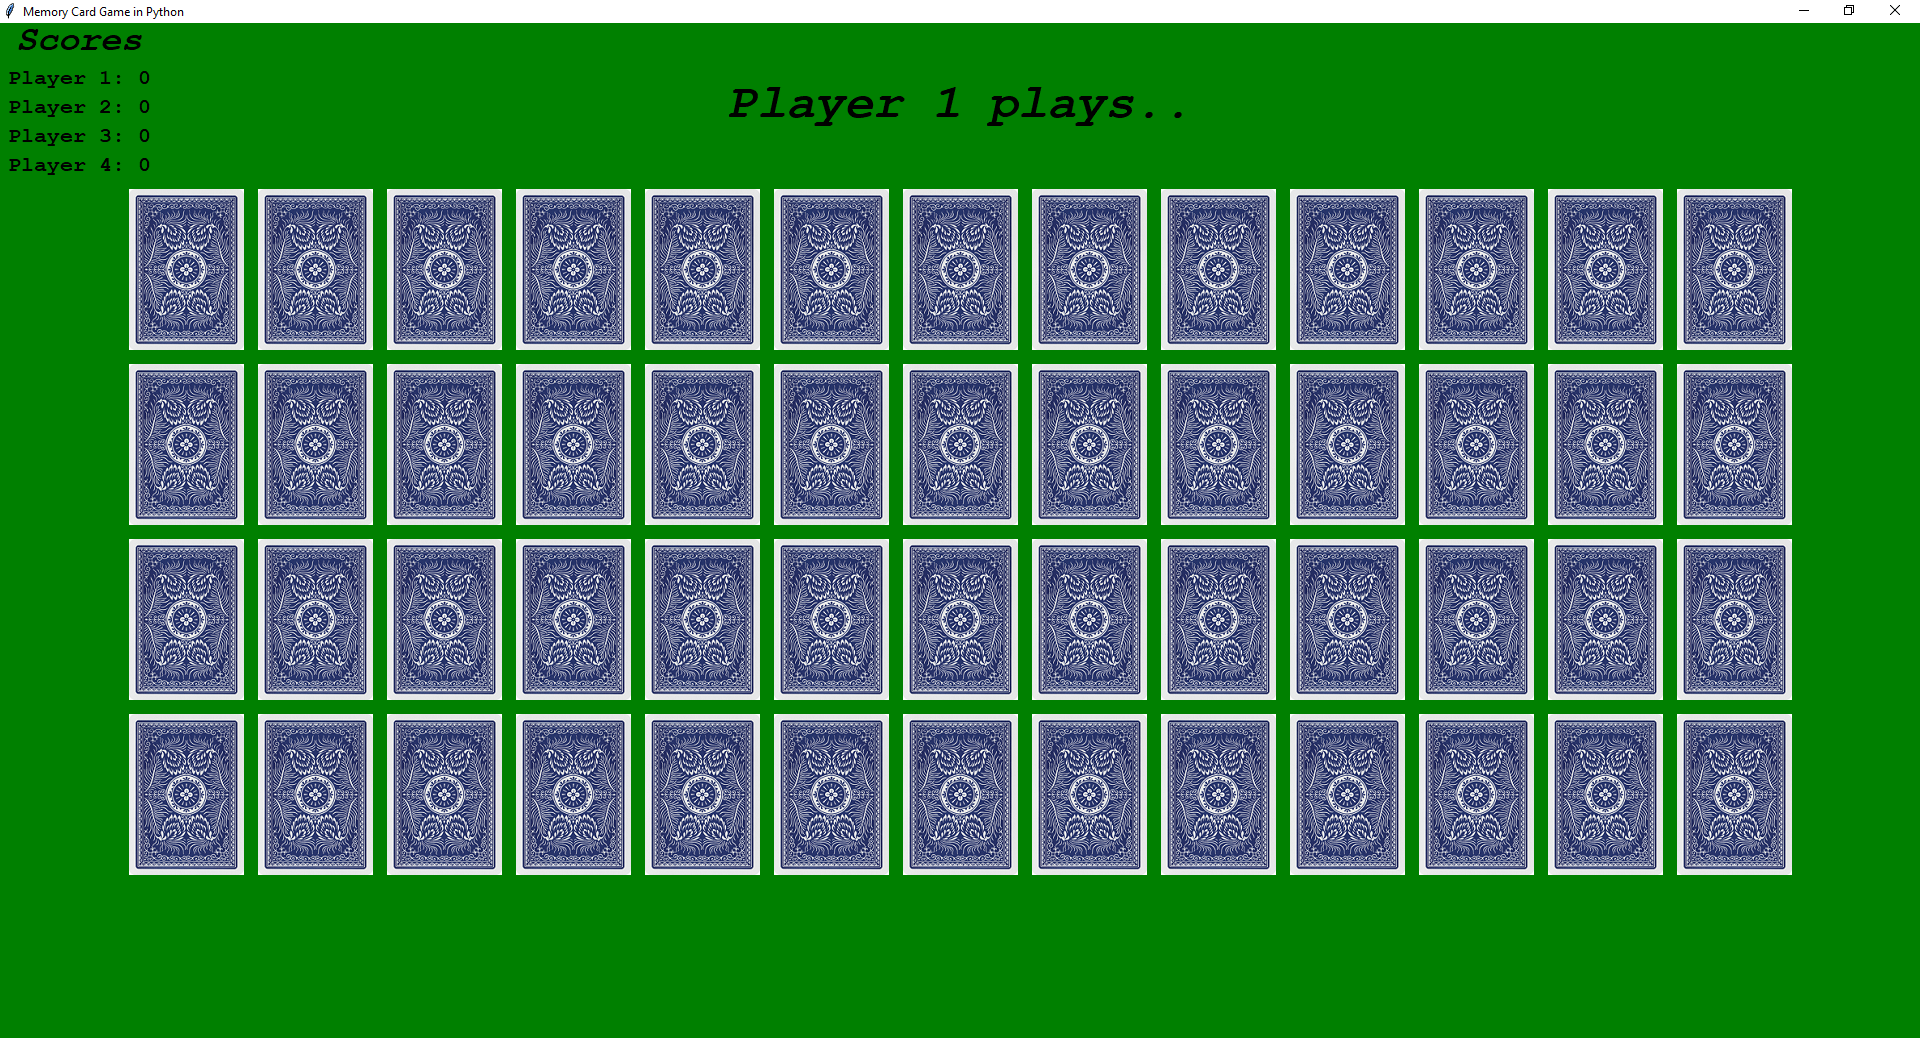 Memory Card Game in Python
Scores
Player 1: 0
Player 2: 0
Player 3: 0
Player 4: 0
Player 1 plays..